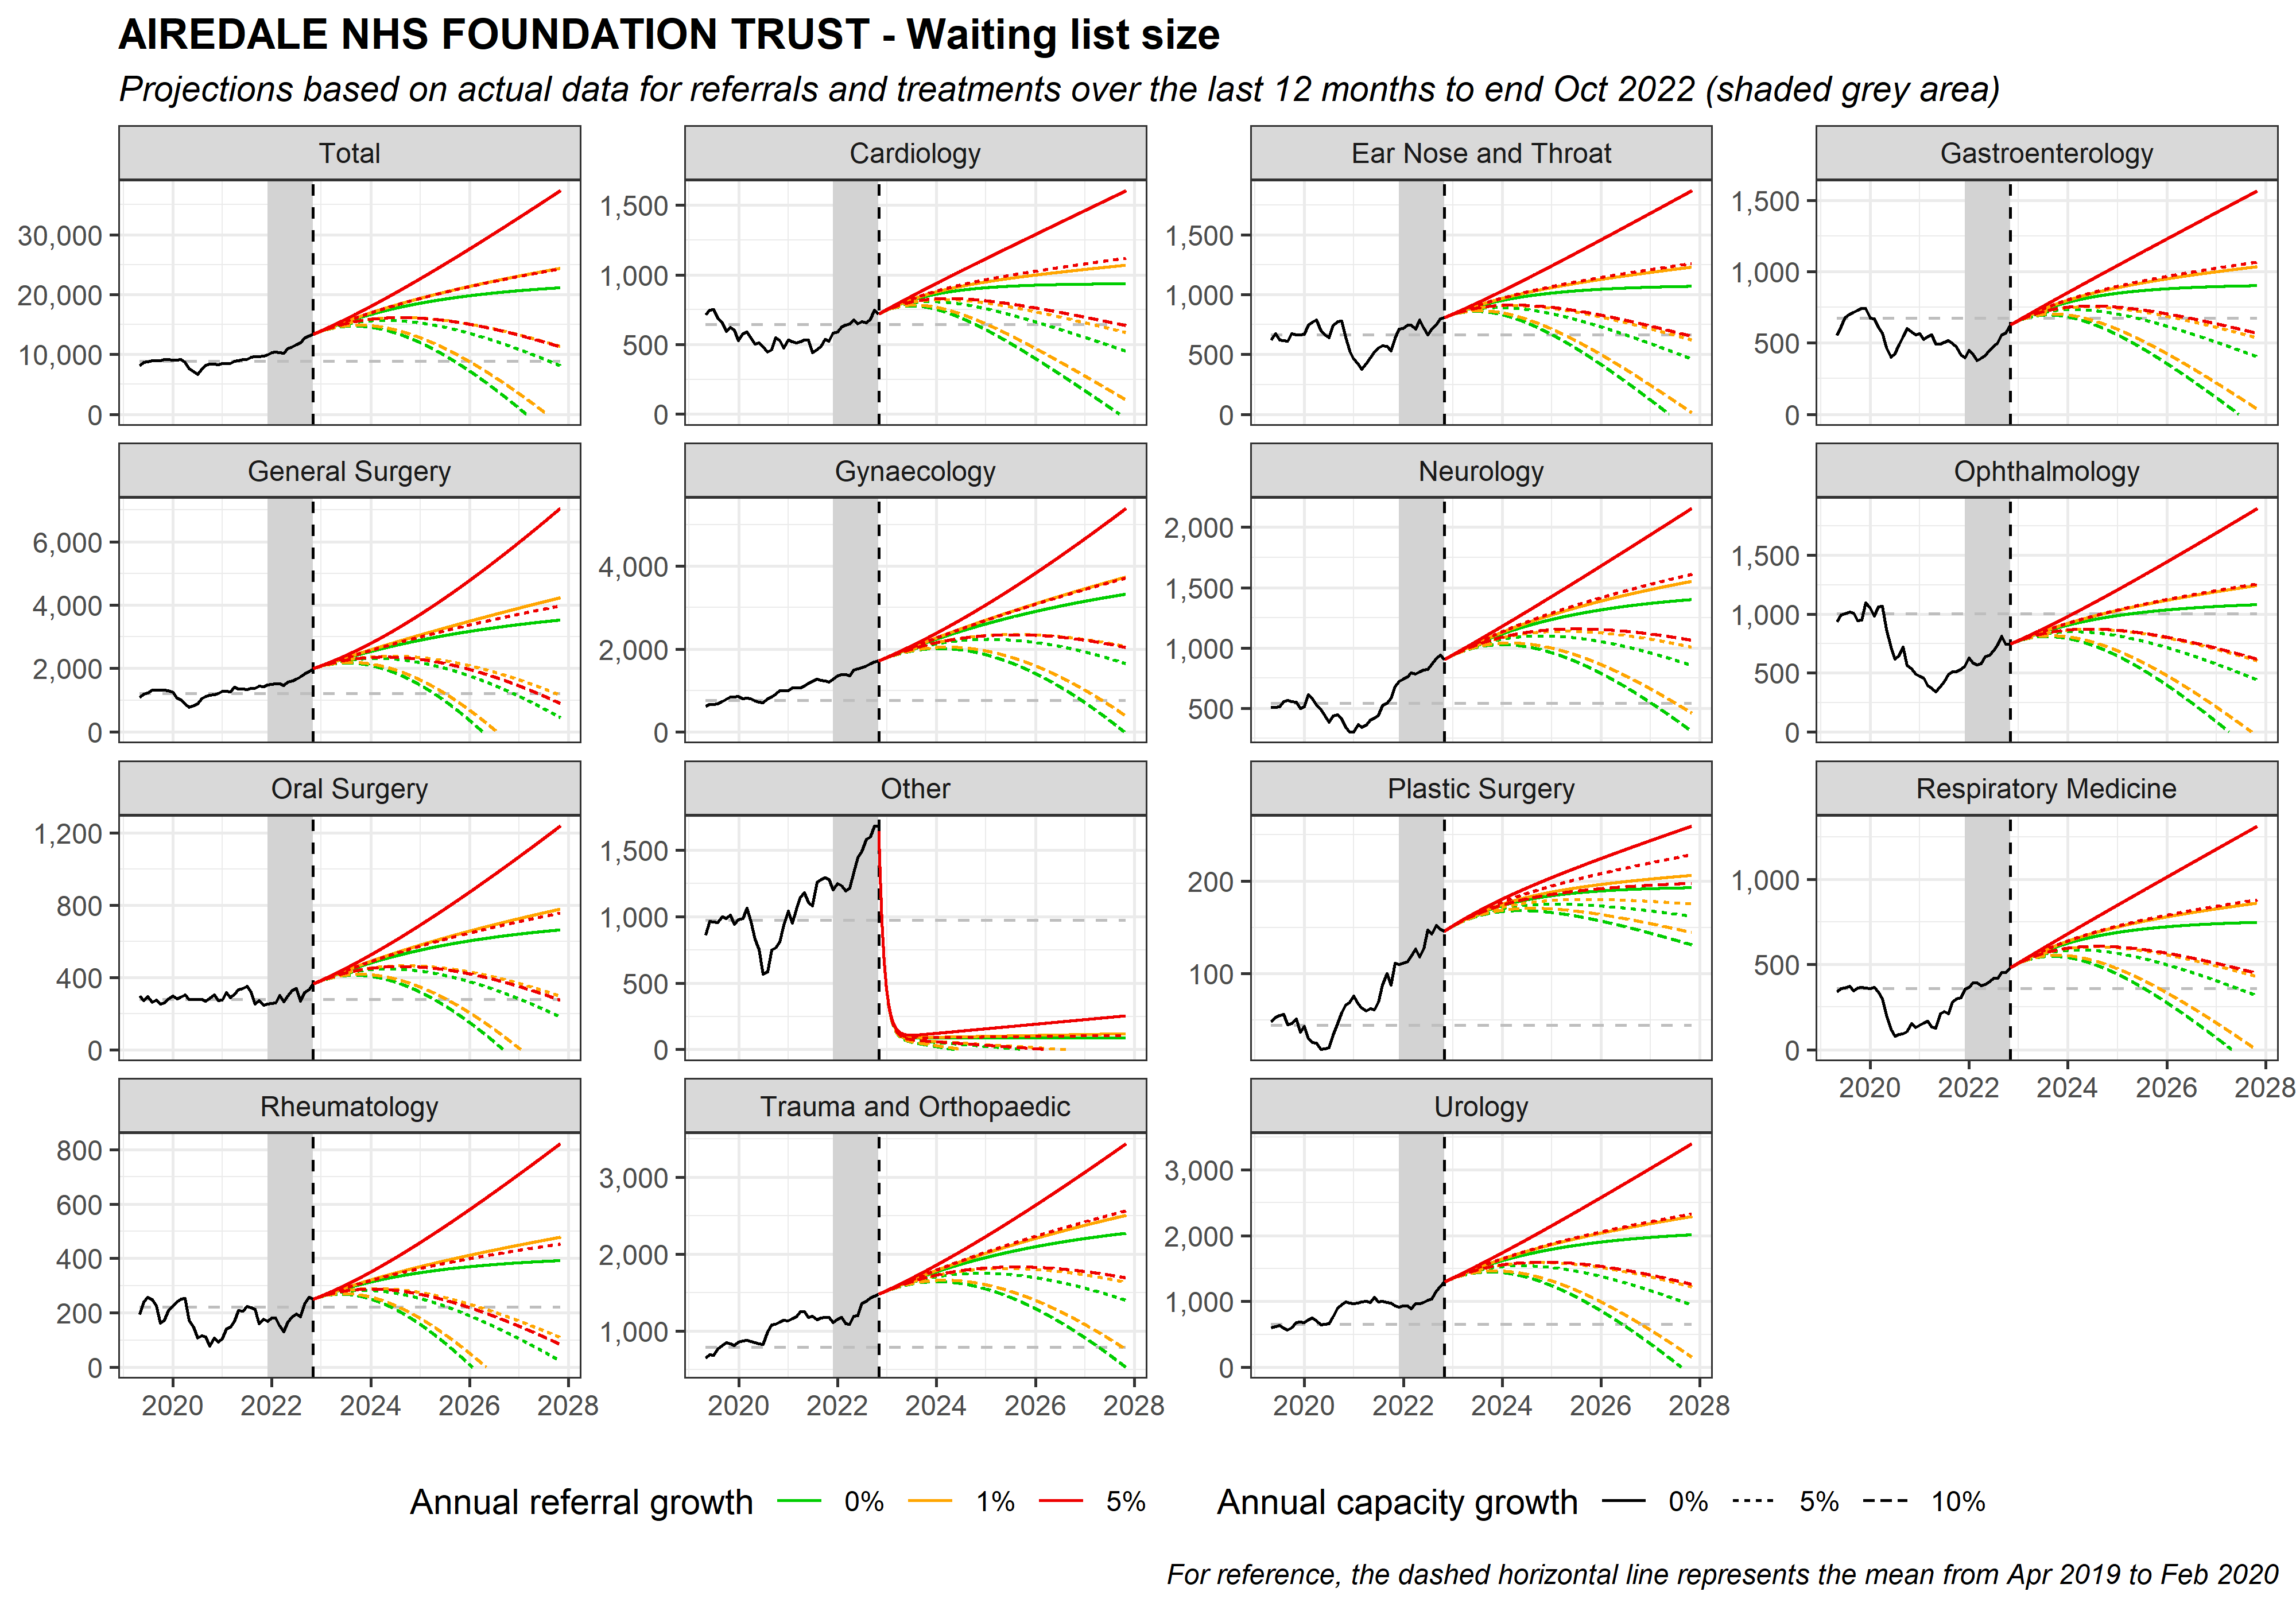 AIREDALE NHS FOUNDATION TRUST - Waiting list size
Projections based on actual data for referrals and treatments over the last 12 months to end Oct 2022 (shaded grey area)
Total
Cardiology
Ear Nose and Throat
Gastroenterology
30,000
20,000
10,000
0
1,500
1,000
500
0
1,500
1,000
500
0
1,500
1,000
500
0
General Surgery
Gynaecology
Neurology
Ophthalmology
6,000
4,000
2,000
0
4,000
2,000
0
2,000
1,500
1,000
500
1,500
1,000
500
0
Oral Surgery
Other
Plastic Surgery
Respiratory Medicine
1,200
800
400
0
1,500
1,000
500
0
200
100
1,000
500
0
2020 2022 2024 2026 2028
Rheumatology
Trauma and Orthopaedic
Urology
800
600
400
200
0
3,000
2,000
1,000
3,000
2,000
1,000
0
2020 2022 2024 2026 2028
2020 2022 2024 2026 2028
2020 2022 2024 2026 2028
Annual referral growth 0% 1% 5%
Annual capacity growth 0% 5% 10%
For reference, the dashed horizontal line represents the mean from Apr 2019 to Feb 2020